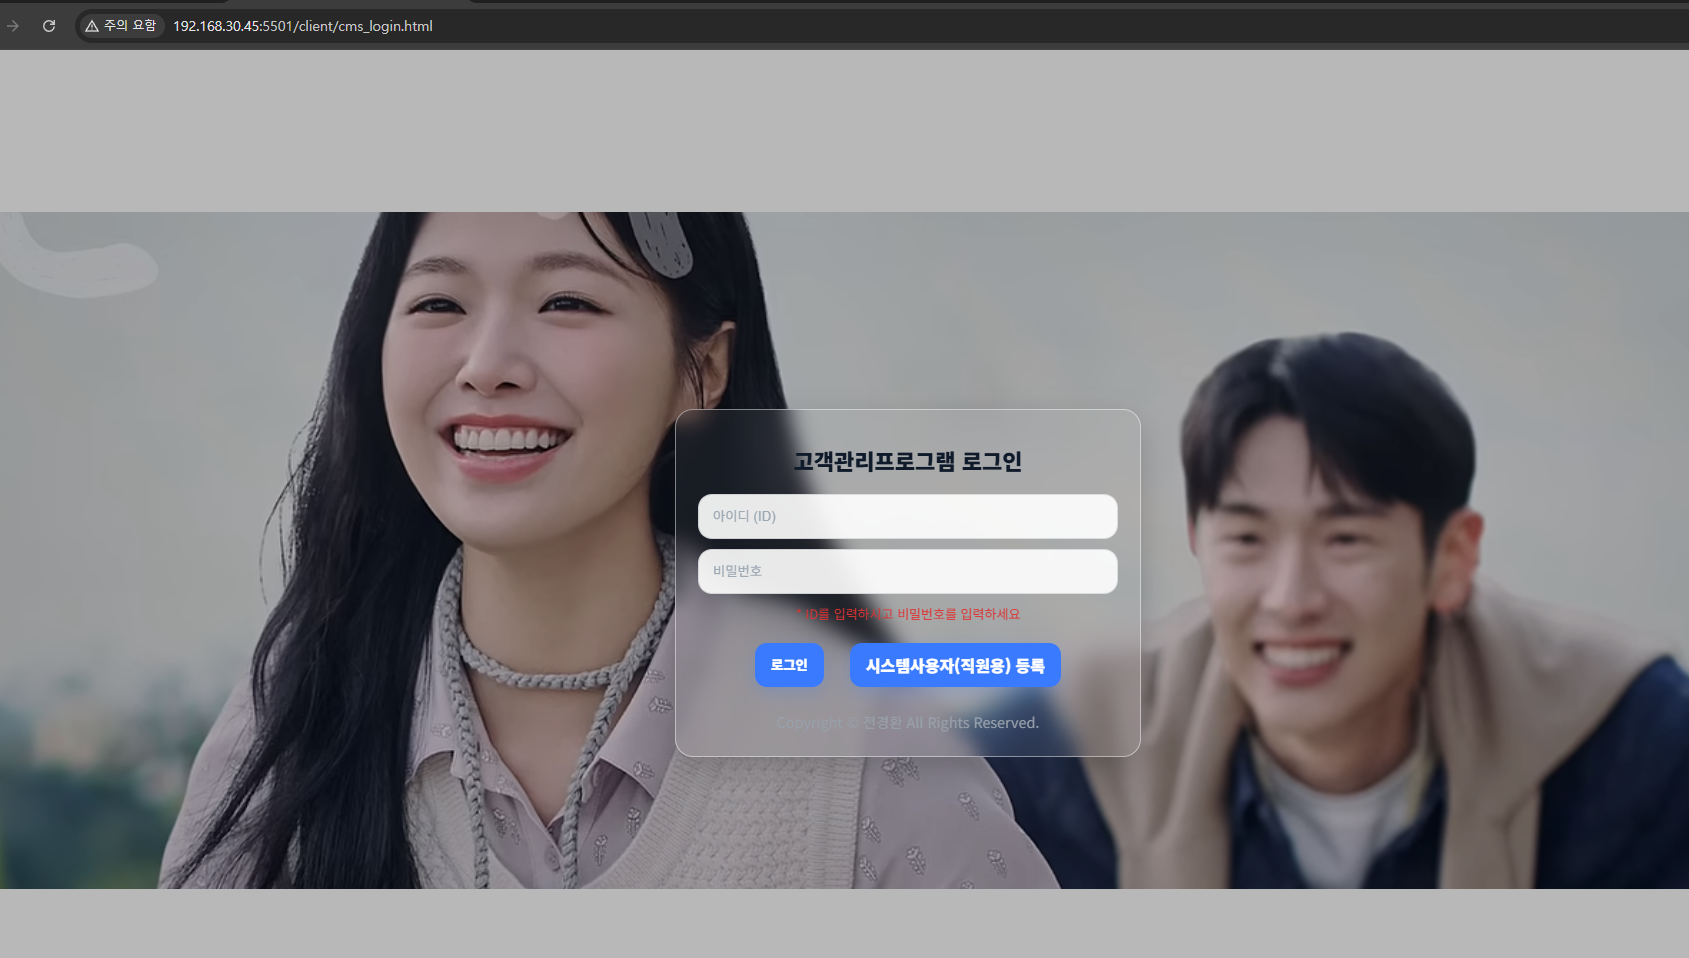 주의 요함
192.168.30.45:5501/client/cms_login.html
고객관리프로그램 로그인
아이디 (ID)
비밀번호
* ID를 입력하시고 비밀번호를 입력하세요
로그인
시스템사용자(직원용) 등록
Copyright © 전경환 All Rights Reserved.